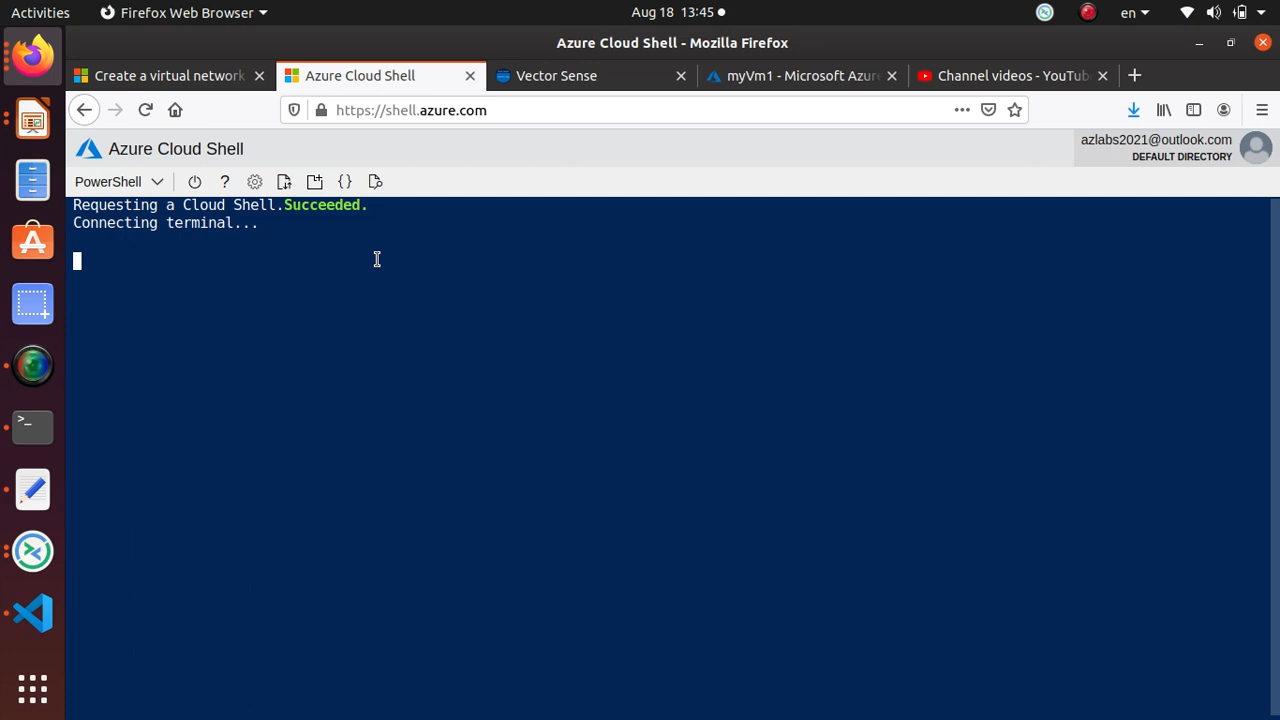 Activities
Firefox Web Browser
Aug 18 13:45
en
Azure Cloud Shell - Mozilla Firefox
Create a virtual network
Azure Cloud Shell
Vector Sense
myVm1 - Microsoft Azure
Channel videos - YouTube
https://shell.azure.com
Azure Cloud Shell
azlabs2021@outlook.com
DEFAULT DIRECTORY
PowerShell
?
{}
Requesting a Cloud Shell.Succeeded.
Connecting terminal...
>_